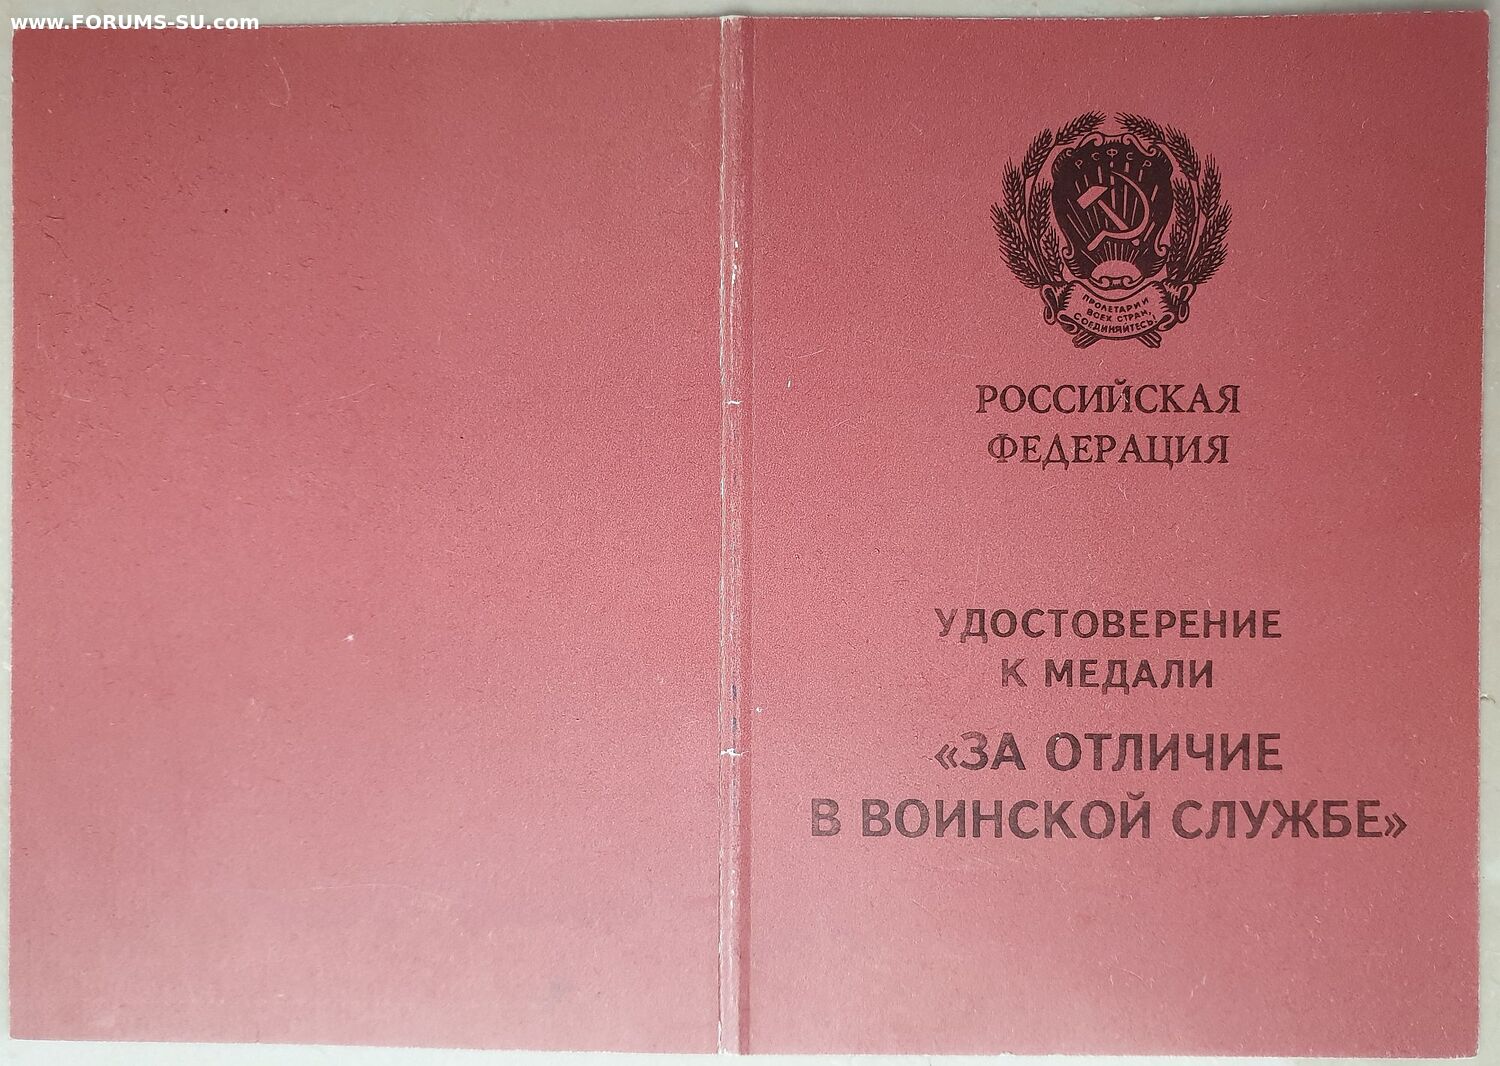 www.FORUMS-SU.com
РСФСР
ПРОЛЕТАРИИ
ВСЕХ СТРАН,
СОЕДИНЯЙТЕСЬ!
РОССИЙСКАЯ
ФЕДЕРАЦИЯ
УДОСТОВЕРЕНИЕ
К МЕДАЛИ
«ЗА ОТЛИЧИЕ
В ВОИНСКОЙ СЛУЖБЕ»